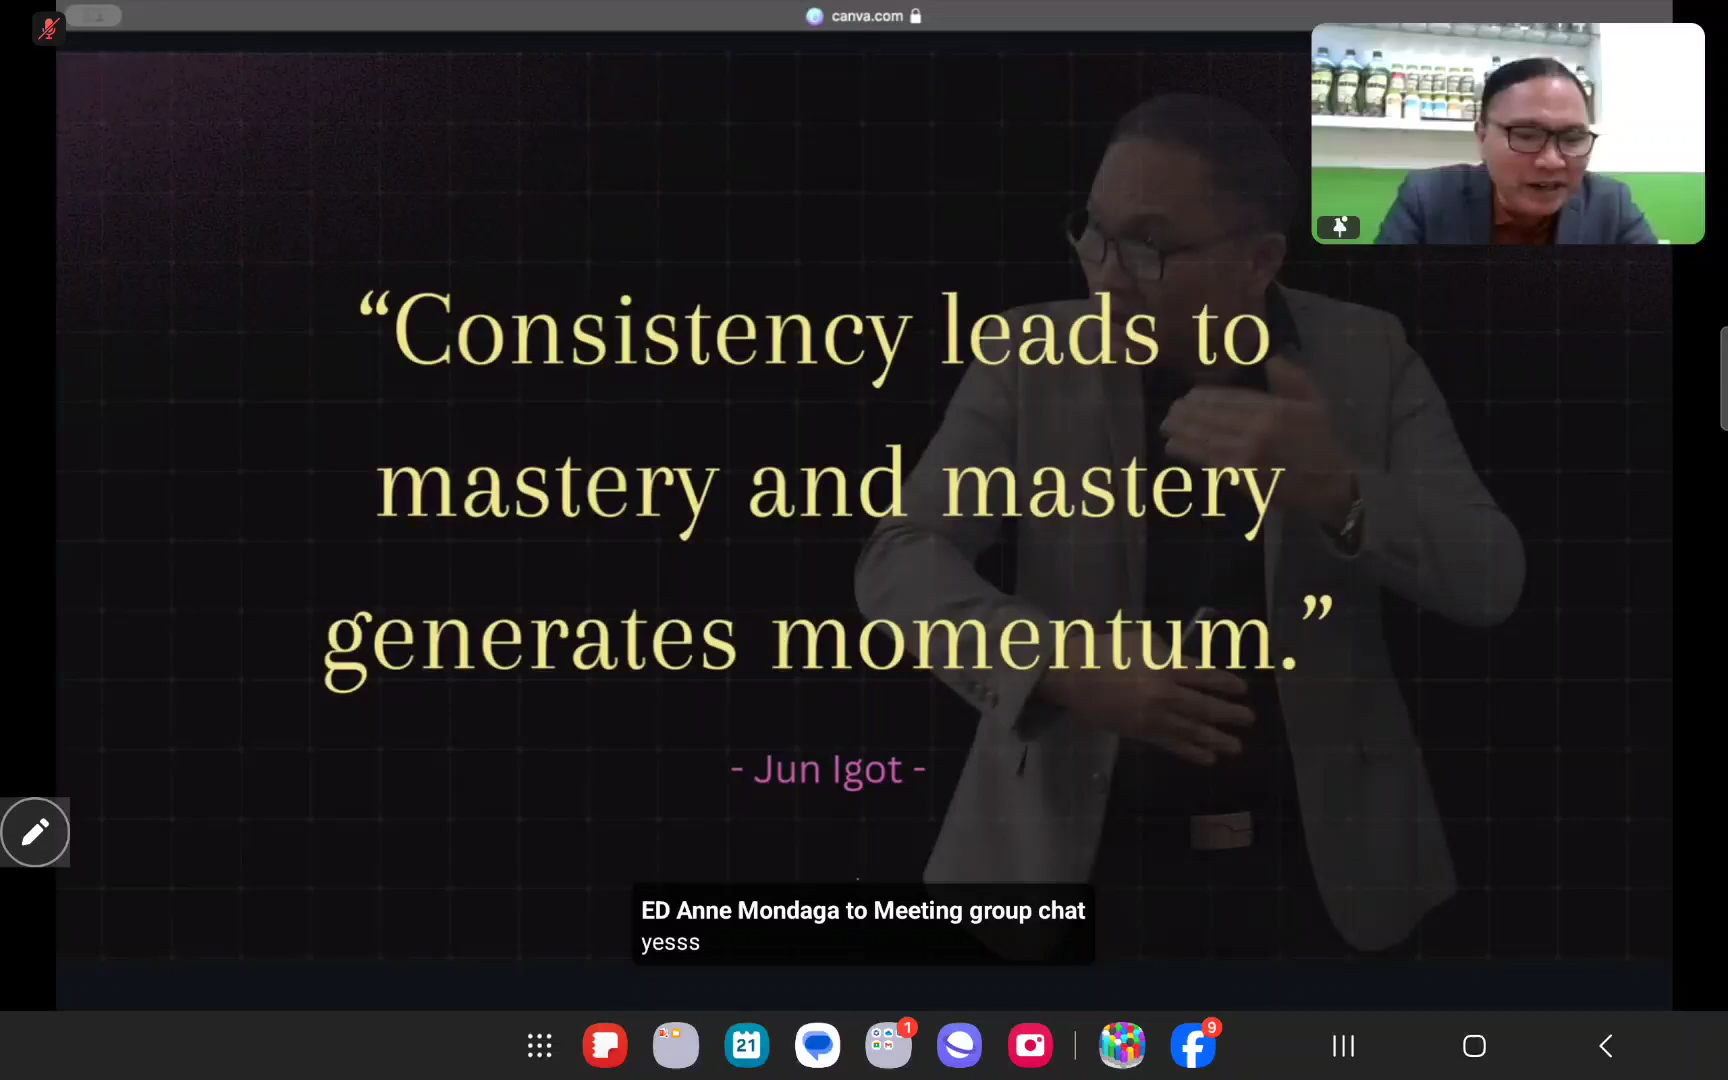 canva.com
“Consistency leads to
mastery and mastery
generates momentum.”
- Jun Igot -
ED Anne Mondaga to Meeting group chat
yesss
21
1
9